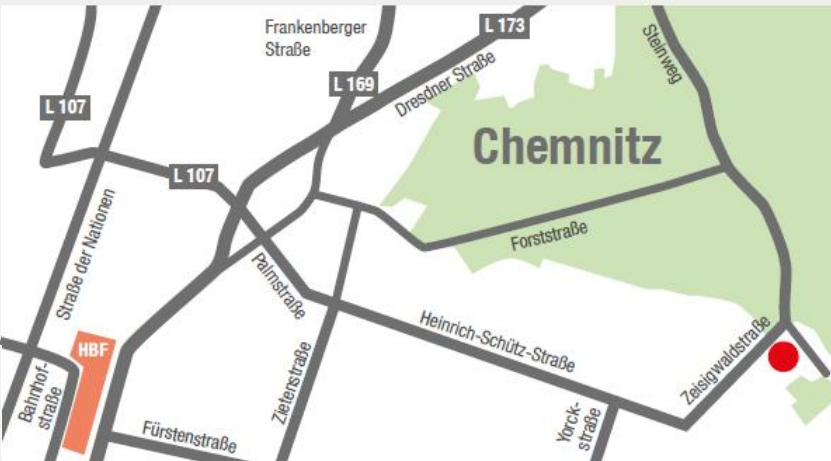 Frankenberger
Straße
L 173
Steinweg
L 169
Dresdner Straße
L 107
Chemnitz
L 107
Straße der Nationen
Forststraße
Palmstraße
Heinrich-Schütz-Straße
HBF
Zeisigwaldstraße
Bahnhof-
straße
Zietenstraße
Yorck-
straße
Fürstenstraße